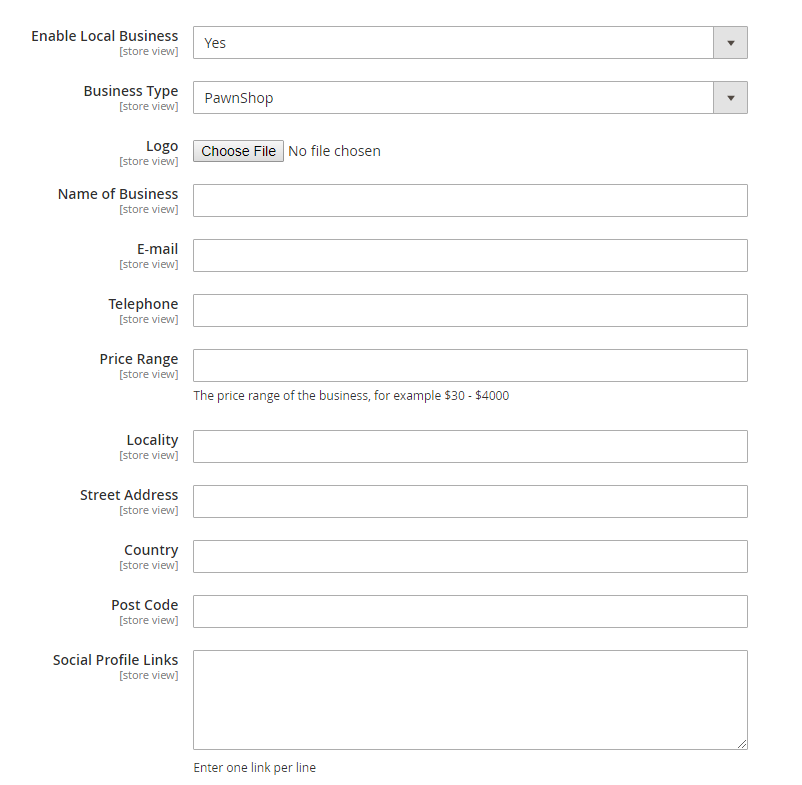 Enable Local Business
[store view]
Yes
Business Type
[store view]
PawnShop
Logo
[store view]
Choose File No file chosen
Name of Business
[store view]
E-mail
[store view]
Telephone
[store view]
Price Range
[store view]
The price range of the business, for example $30 - $4000
Locality
[store view]
Street Address
[store view]
Country
[store view]
Post Code
[store view]
Social Profile Links
[store view]
Enter one link per line